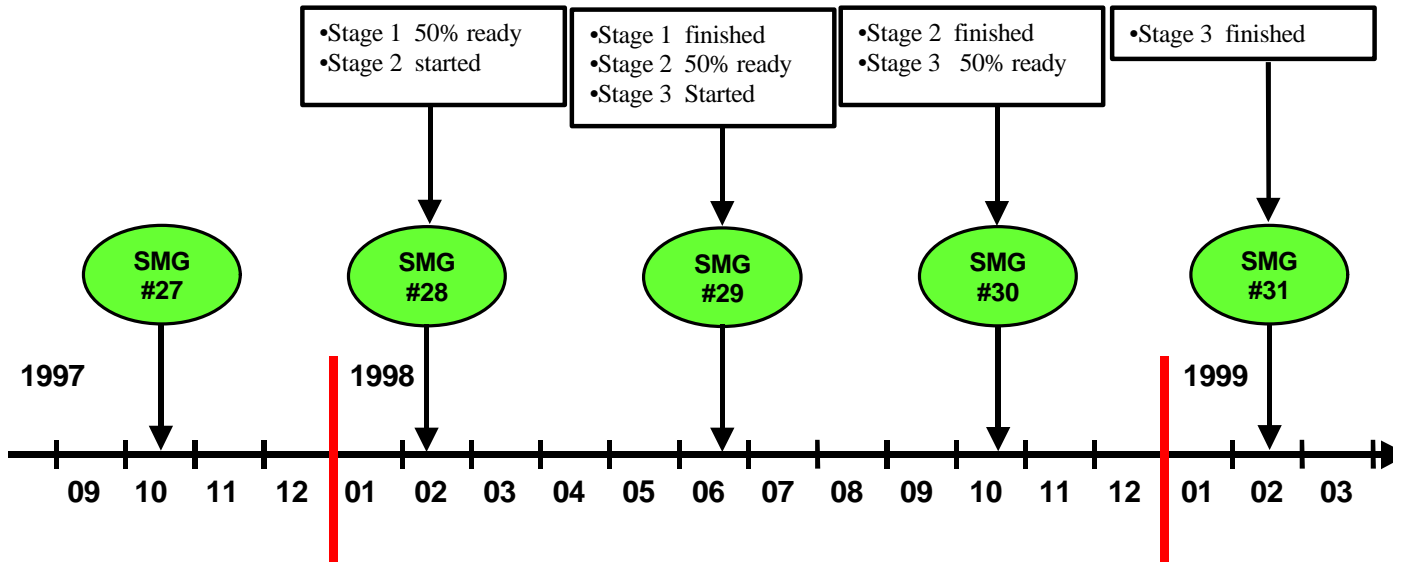 •Stage 1 50% ready
•Stage 2 started
•Stage 1 finished
•Stage 2 50% ready
•Stage 3 Started
•Stage 2 finished
•Stage 3 50% ready
•Stage 3 finished
SMG
#27
SMG
#28
SMG
#29
SMG
#30
SMG
#31
1997
1998
1999
09 10 11 12 01 02 03 04 05 06 07 08 09 10 11 12 01 02 03